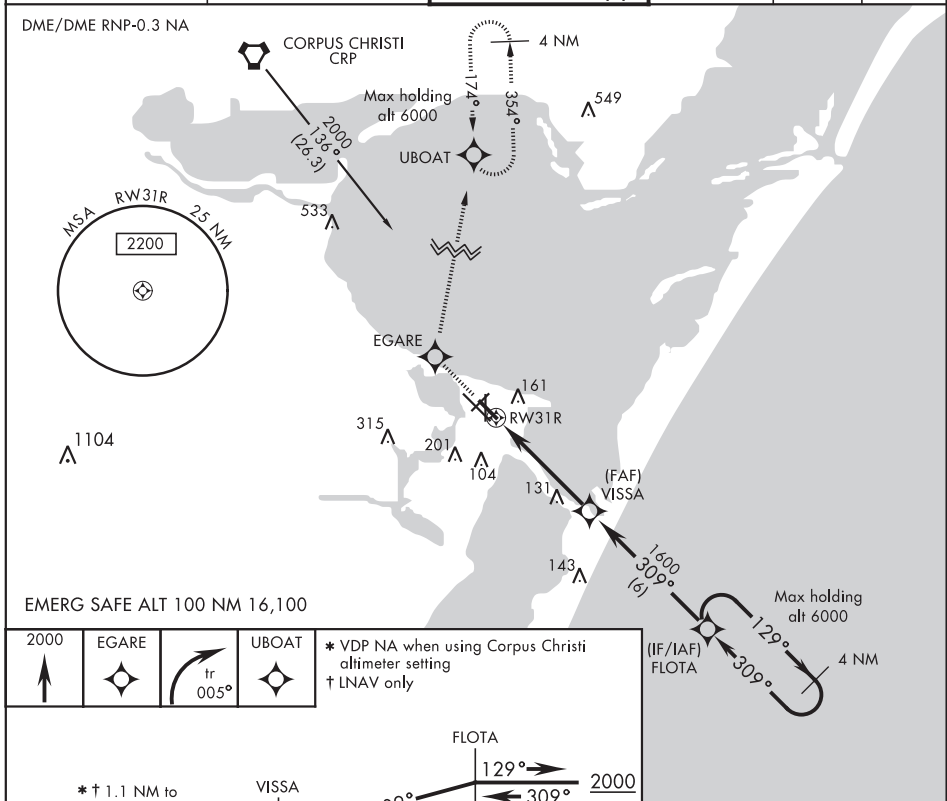 DME/DME RNP-0.3 NA
CORPUS CHRISTI
CRP
4 NM
174°
354°
Max holding
alt 6000
549
2000
136°
(26.3)
UBOAT
533
MSA RW31R 25 NM
2200
EGARE
161
RW31R
315
201
104
1104
131
(FAF)
VISSA
143
1600
309°
(6)
EMERG SAFE ALT 100 NM 16,100
Max holding
alt 6000
129°
(IF/IAF)
FLOTA
309°
4 NM
2000
EGARE
tr
005°
UBOAT
* VDP NA when using Corpus Christi
altimeter setting
† LNAV only
FLOTA
129°
2000
309°
* † 1.1 NM to
VISSA